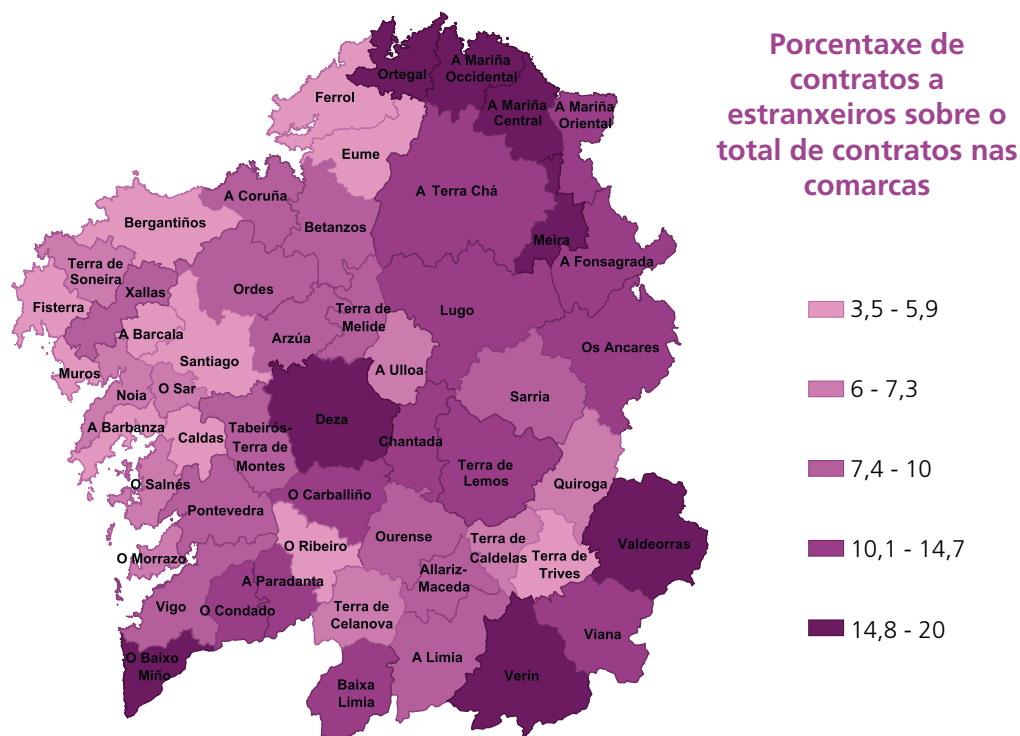 Porcentaxe de
contratos a
estranxeiros sobre o
total de contratos nas
comarcas
3,5 - 5,9
6 - 7,3
7,4 - 10
10,1 - 14,7
14,8 - 20
Ortegal
A Mariña
Occidental
Ferrol
A Mariña
Central
A Mariña
Oriental
Eume
A Coruña
A Terra Chá
Bergantiños
Betanzos
Meira
Terra de
Soneira
A Fonsagrada
Xallas
Ordes
Fisterra
Terra de
Melide
Lugo
A Barcala
Arzúa
Os Ancares
Santiago
Muros
A Ulloa
O Sar
Noia
Sarria
Deza
A Barbanza
Caldas
Tabeirós-
Terra de
Montes
Chantada
Terra de
Lemos
O Salnés
Quiroga
O Carballiño
Pontevedra
Ourense
Terra de
Caldelas
Valdeorras
O Ribeiro
O Morrazo
Terra de
Trives
Allariz-
Maceda
A Paradanta
Vigo
O Condado
Terra de
Celanova
Viana
O Baixo
Miño
A Limia
Verín
Baixa
Limia